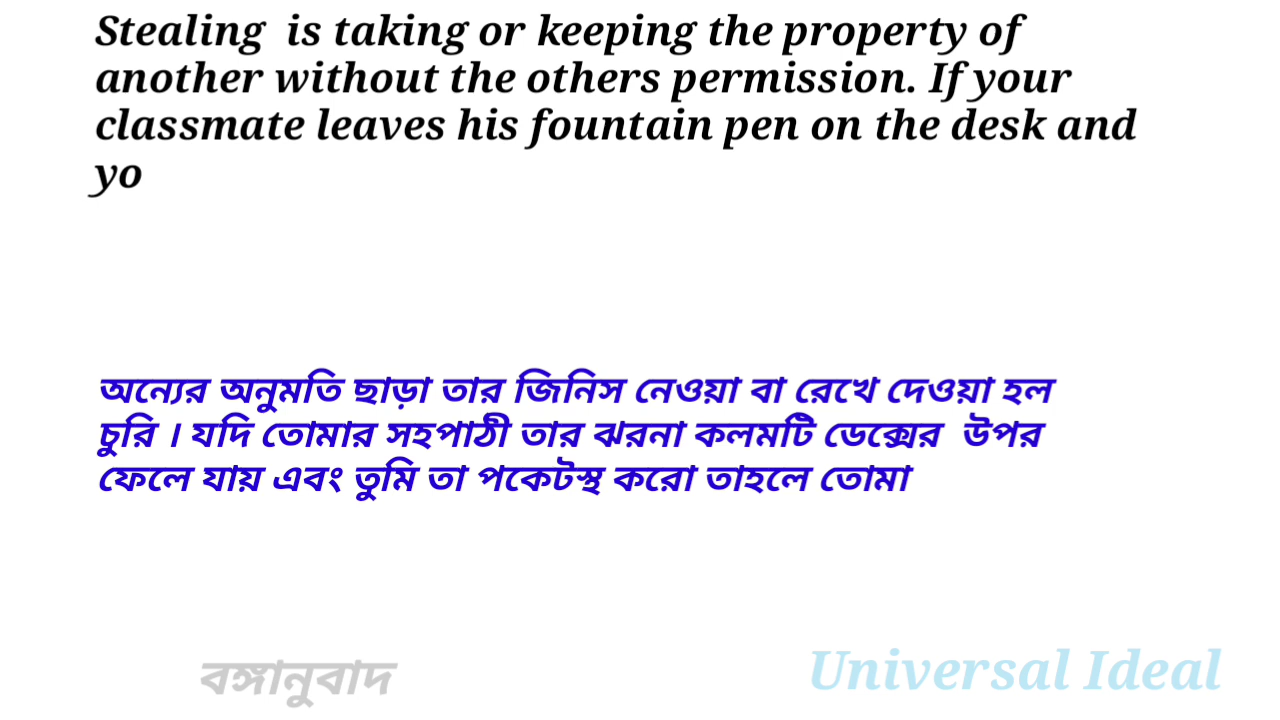 Stealing is taking or keeping the property of
another without the others permission. If your
classmate leaves his fountain pen on the desk and
yo
অন্যের অনুমতি ছাড়া তার জিনিস নেওয়া বা রেখে দেওয়া হল
চুরি । যদি তোমার সহপাঠী তার ঝরনা কলমটি ডেক্সের উপর
ফেলে যায় এবং তুমি তা পকেটস্থ করো তাহলে তোমা
বঙ্গানুবাদ
Universal Ideal